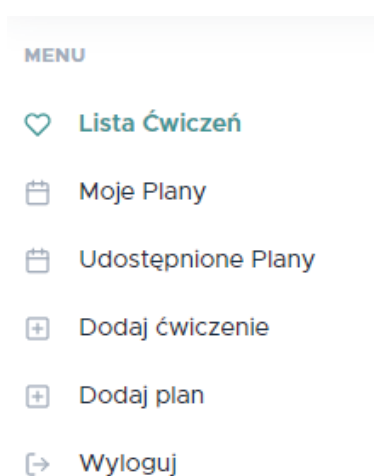 MENU
Lista Ćwiczeń
Moje Plany
Udostępnione Plany
Dodaj ćwiczenie
Dodaj plan
Wyloguj